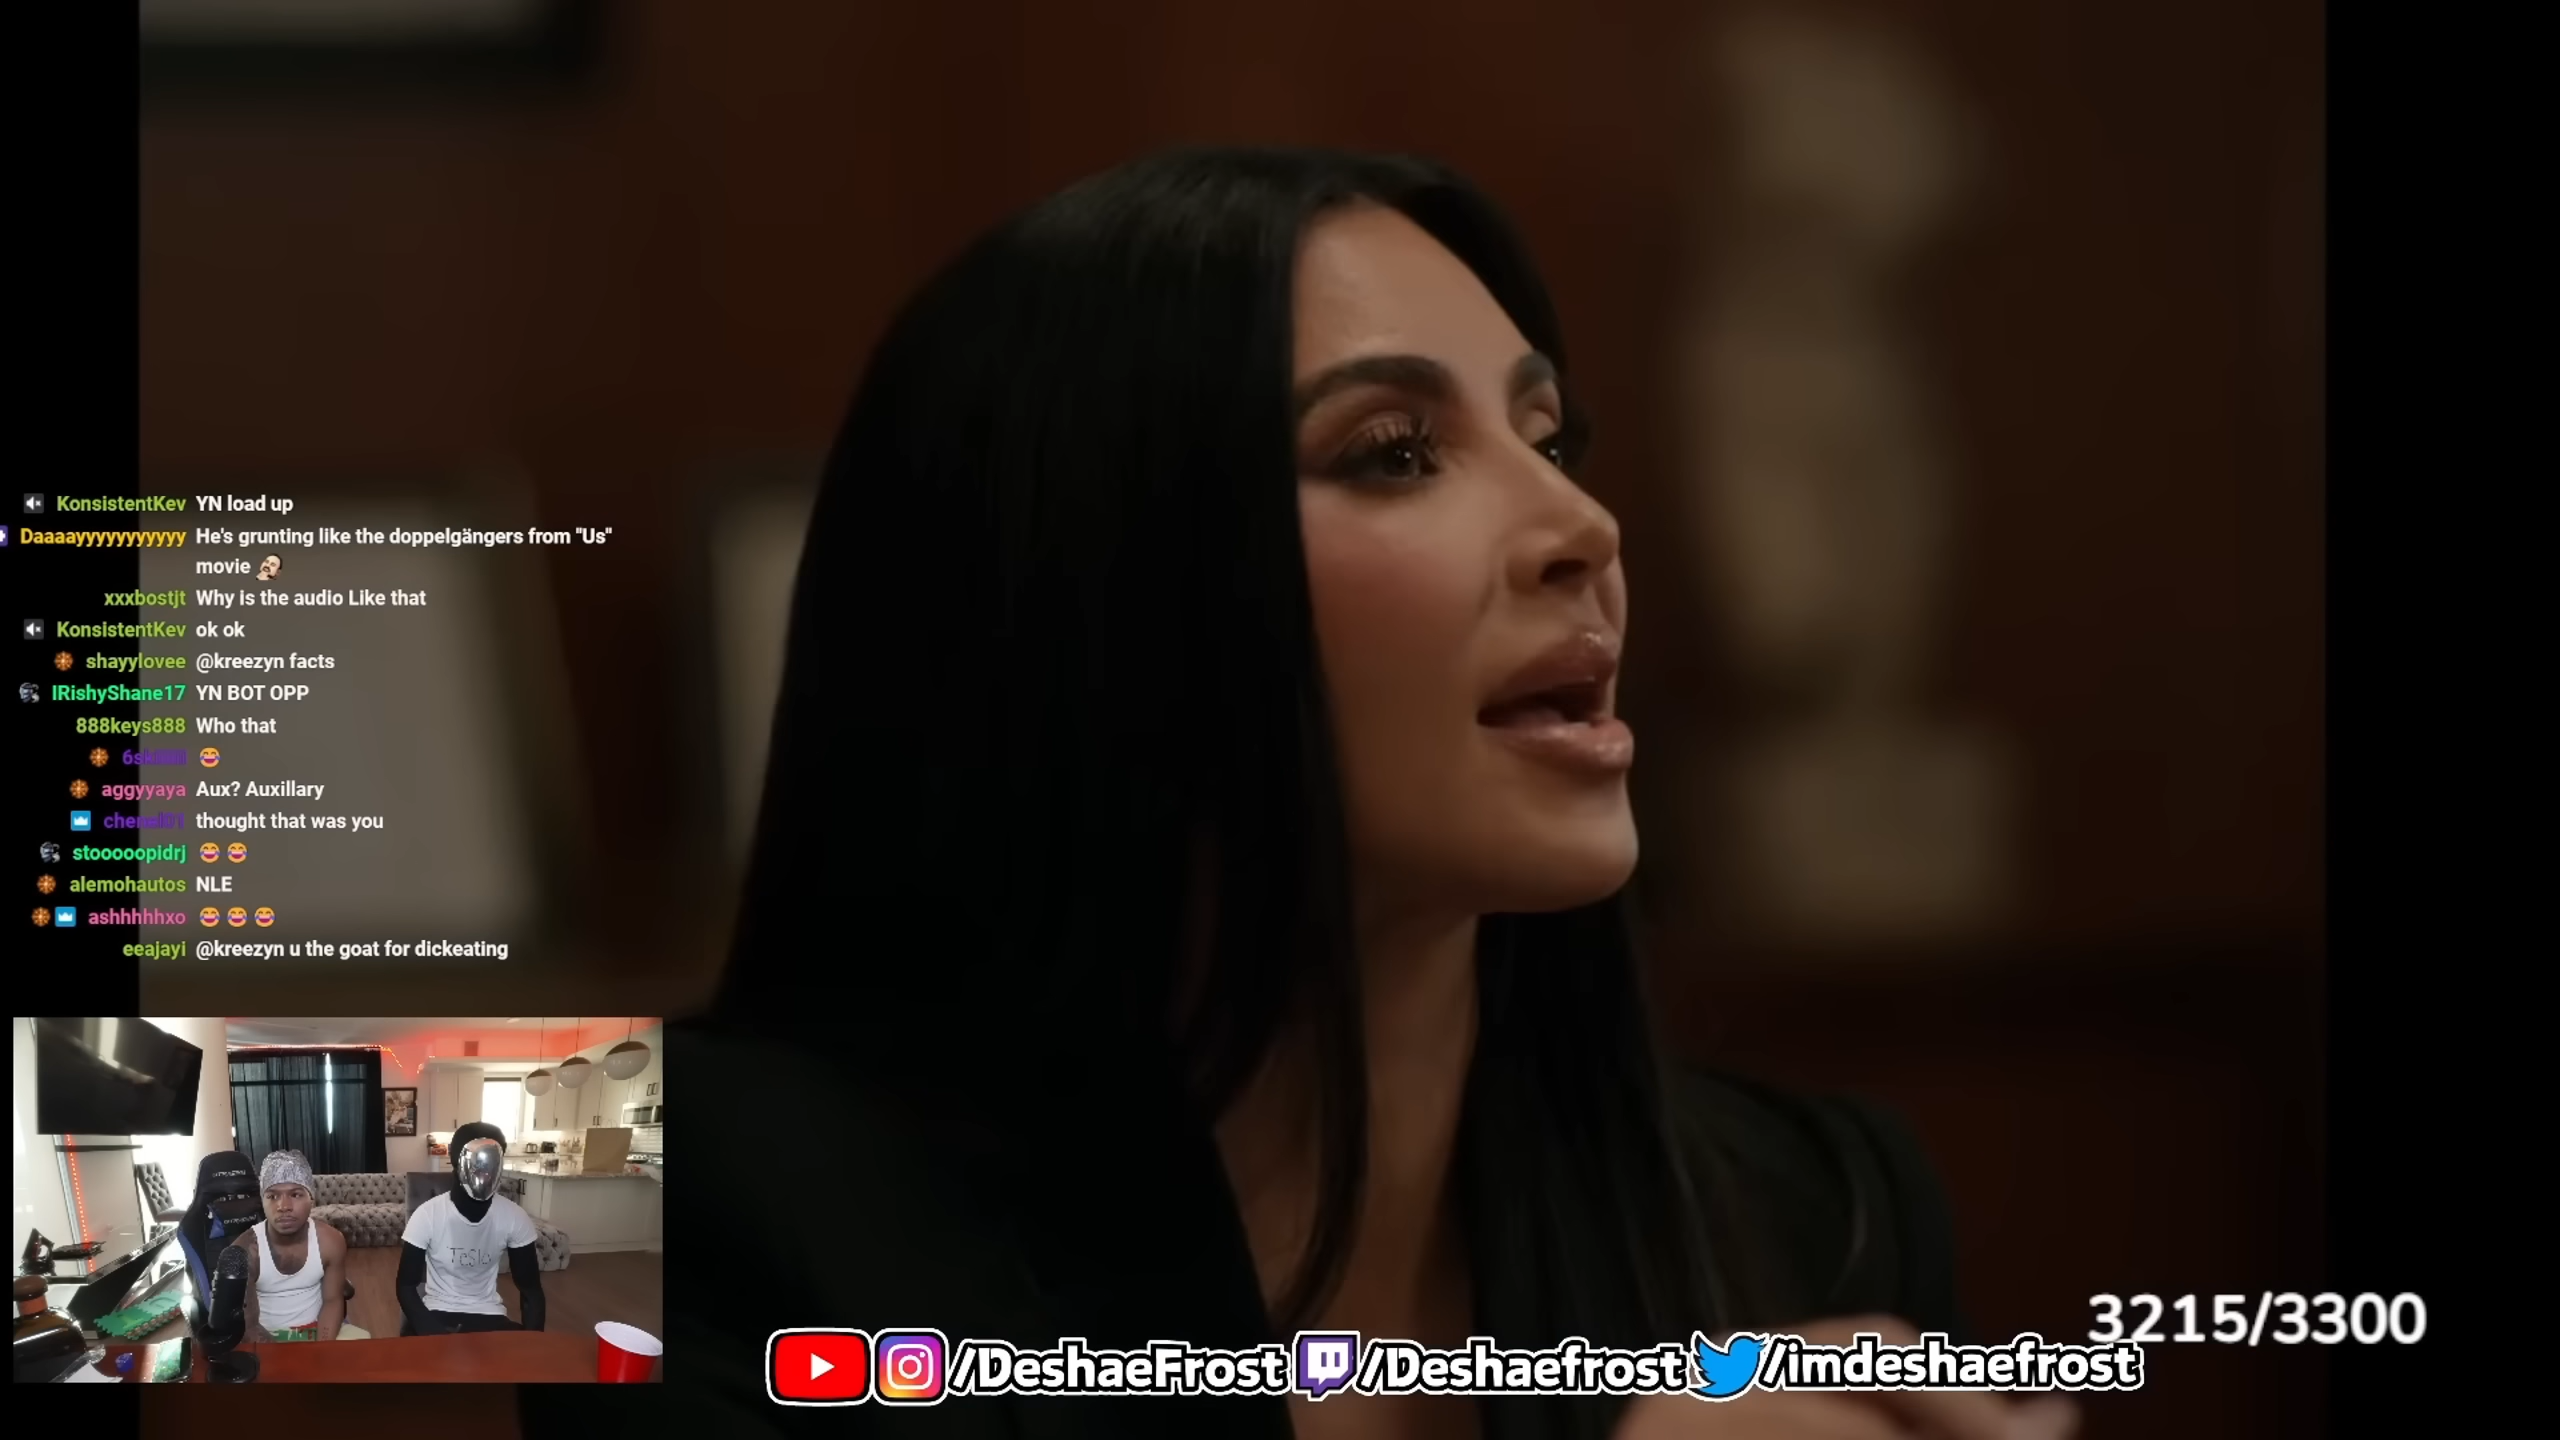 KonsistentKev YN load up
Daaaayyyyyyyyyyy He's grunting like the doppelgängers from "Us"
movie
xxxbostjt Why is the audio Like that
KonsistentKev ok ok
shayylovee @kreezyn facts
IRishyShane17 YN BOT OPP
888keys888 Who that
aggyyaya Aux? Auxillary
thought that was you
stooooopidrj
alemohautos NLE
ashhhhhxo
eeajayi @kreezyn u the goat for dickeating
Tesla
3215/3300
/DeshaeFrost /Deshaefrost /imdeshaefrost